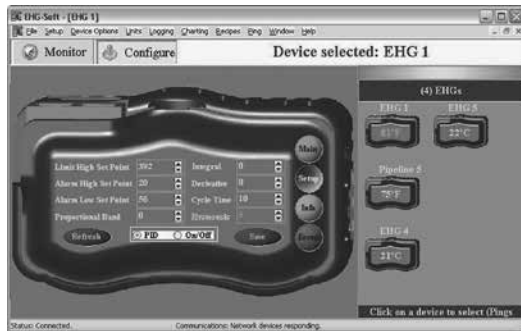 EHG-Soft - [EHG 1]
File Setup Device Options Units Logging Charting Recipes Ping Window Help
Monitor Configure Device selected: EHG 1
(4) EHGs
EHG 1 EHG 5
81°F 22°C
Main
Limit High Set Point 392 Integral 0
Alarm High Set Point 20 Derivative 0
Setup
Pipeline 5
Alarm Low Set Point 56 Cycle Time 10
75°F
Info
Proportional Band 0 Hysteresis
Refresh PID On/Off Save
EHG 4
21°C
Click on a device to select (Pings
Status: Connected. Communications: Network devices responding.